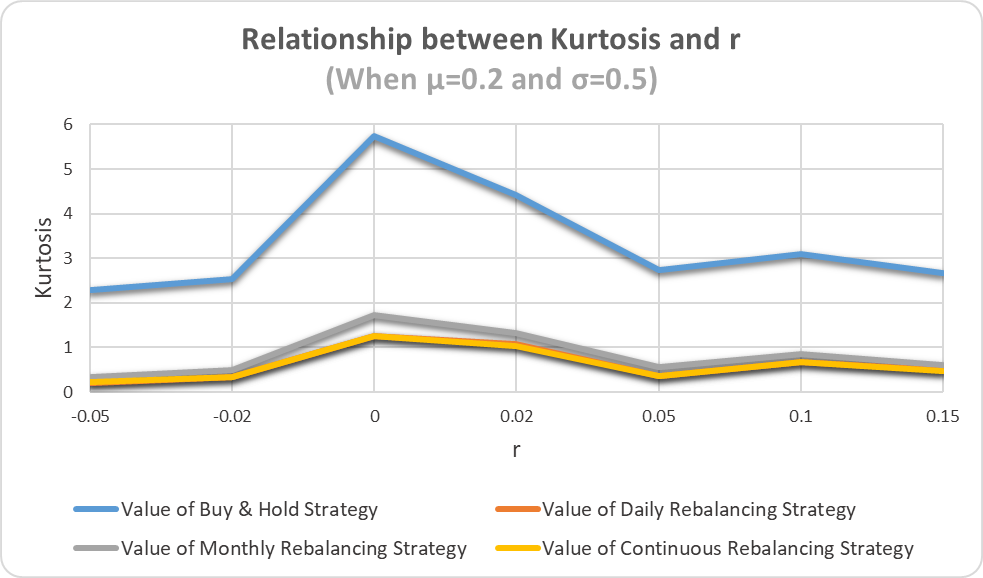 Relationship between Kurtosis and r
(When μ=0.2 and σ=0.5)
6
5
4
3
2
1
0
Kurtosis
-0.05 -0.02 0 0.02 0.05 0.1 0.15
r
Value of Buy & Hold Strategy Value of Daily Rebalancing Strategy
Value of Monthly Rebalancing Strategy Value of Continuous Rebalancing Strategy